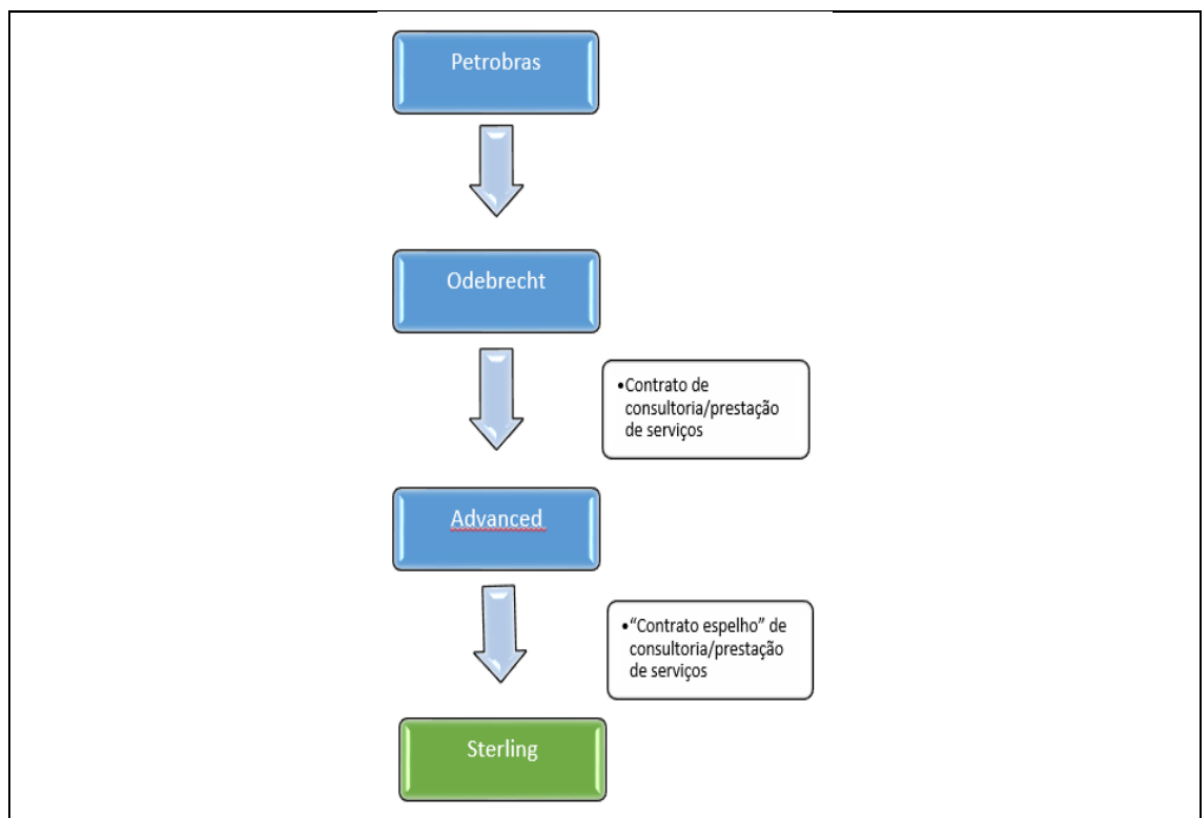 Petrobras
Odebrecht
•Contrato de
consultoria/prestação
de serviços
Advanced
•“Contrato espelho” de
consultoria/prestação
de serviços
Sterling